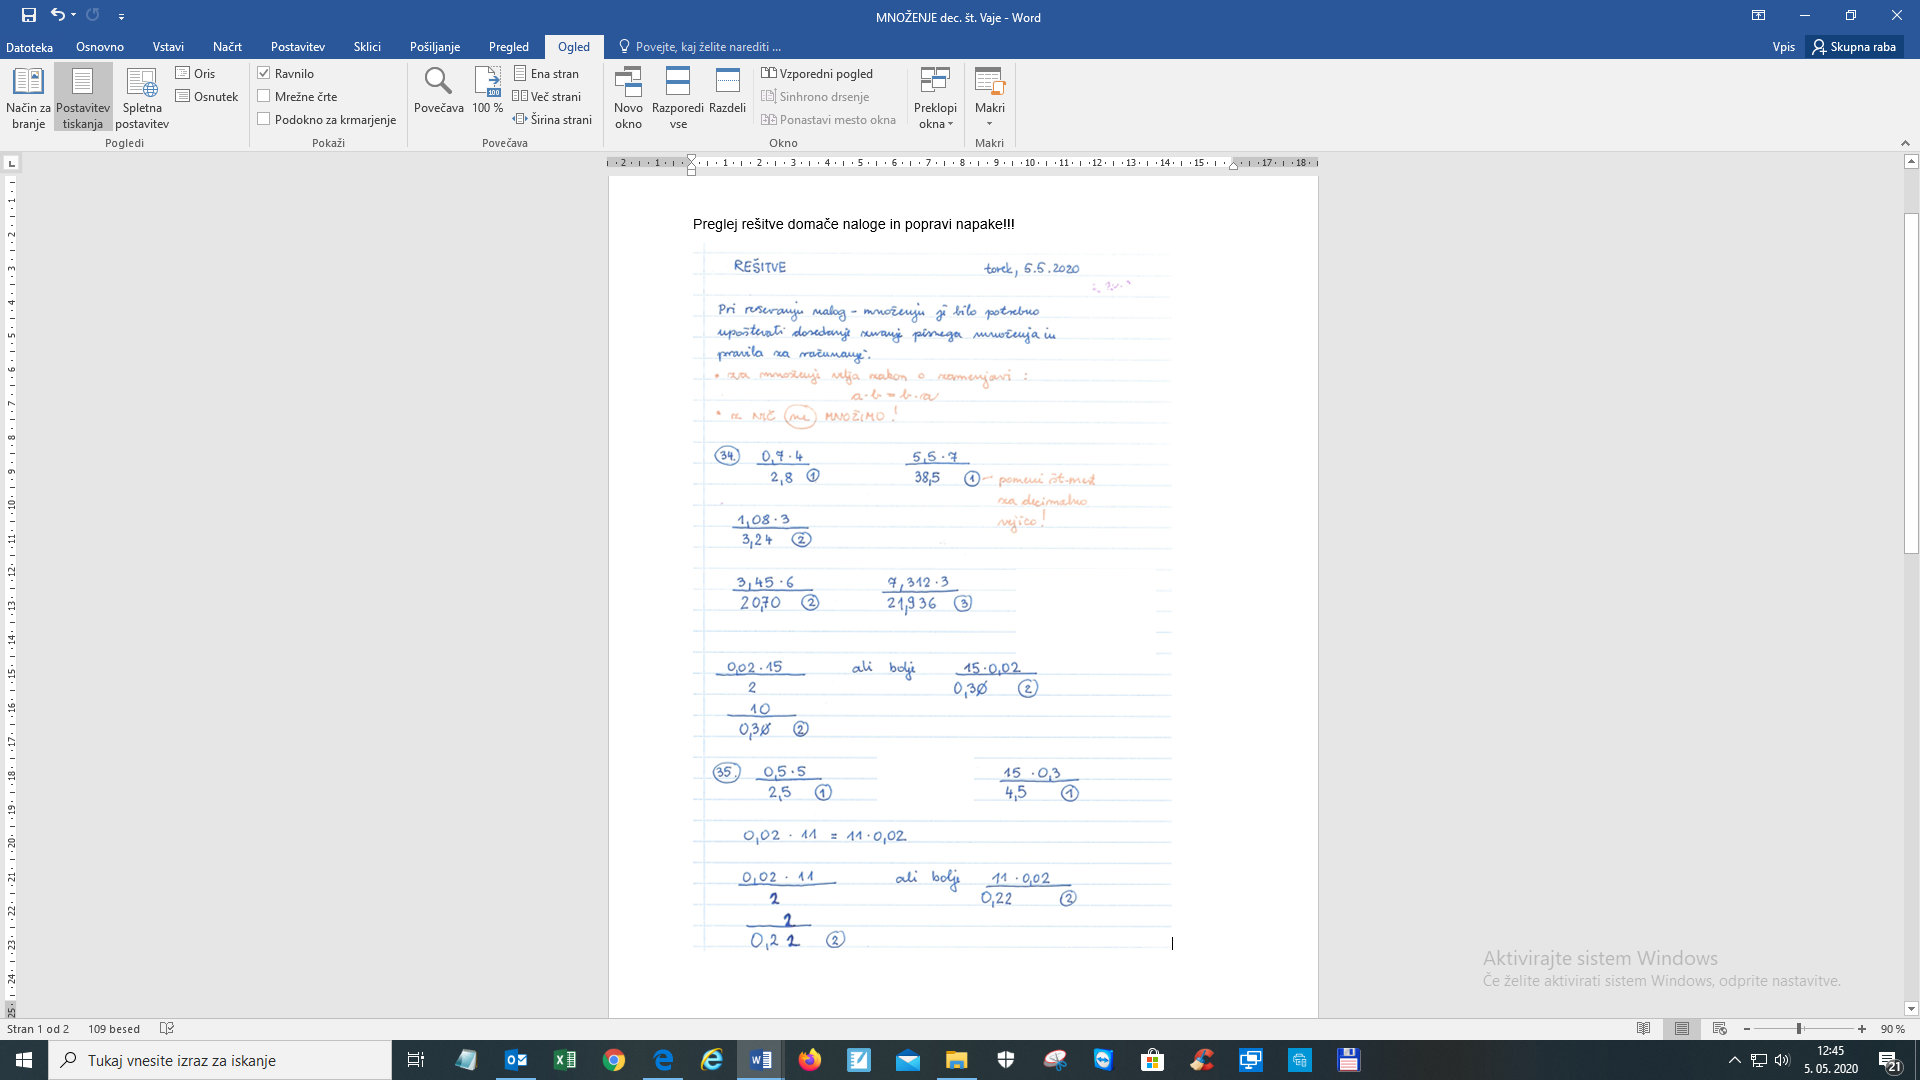 MNOŽENJE dec. št. Vaje - Word
Datoteka Osnovno Vstavi Načrt Postavitev Sklici Pošiljanje Pregled Ogled Povejte, kaj želite narediti ... Vpis Skupna raba
Način za branje
Postavitev tiskanja
Spletna postavitev
Oris
Osnutek
Pogledi
Ravnilo
Mrežne črte
Podokno za krmarjenje
Pokaži
Povečava
100 %
Ena stran
Več strani
Širina strani
Povečava
Novo okno
Razporedi vse
Razdeli
Vzporedni pogled
Sinhrono drsenje
Ponastavi mesto okna
Okno
Preklopi okna
Makri
Makri
Preglej rešitve domače naloge in popravi napake!!!
REŠITVE torek, 5.5.2020
Pri reševanju nalog - množenju je bilo potrebno
upoštevati dosedanje znanje pisnega množenja in
pravila za računanje.
• za množenje velja zakon o zamenjavi :
a·b = b·a
• z NIČ ne MNOŽIMO !
34. 0,7 · 4 5,5 · 7
2,8 1 38,5 1 - pomeni št. mest
za decimalno
vejico!
1,08 · 3
3,24 2
3,45 · 6 7,312 · 3
20,70 2 21,936 3
0,02 · 15 ali bolje 15 · 0,02
2 0,30 2
10
0,30 2
35. 0,5 · 5 15 · 0,3
2,5 1 4,5 1
0,02 · 11 = 11 · 0,02
0,02 · 11 ali bolje 11 · 0,02
2 0,22 2
2
0,22 2
Aktivirajte sistem Windows
Če želite aktivirati sistem Windows, odprite nastavitve.
Stran 1 od 2 109 besed 90 %
Tukaj vnesite izraz za iskanje
12:45
5. 05. 2020
21